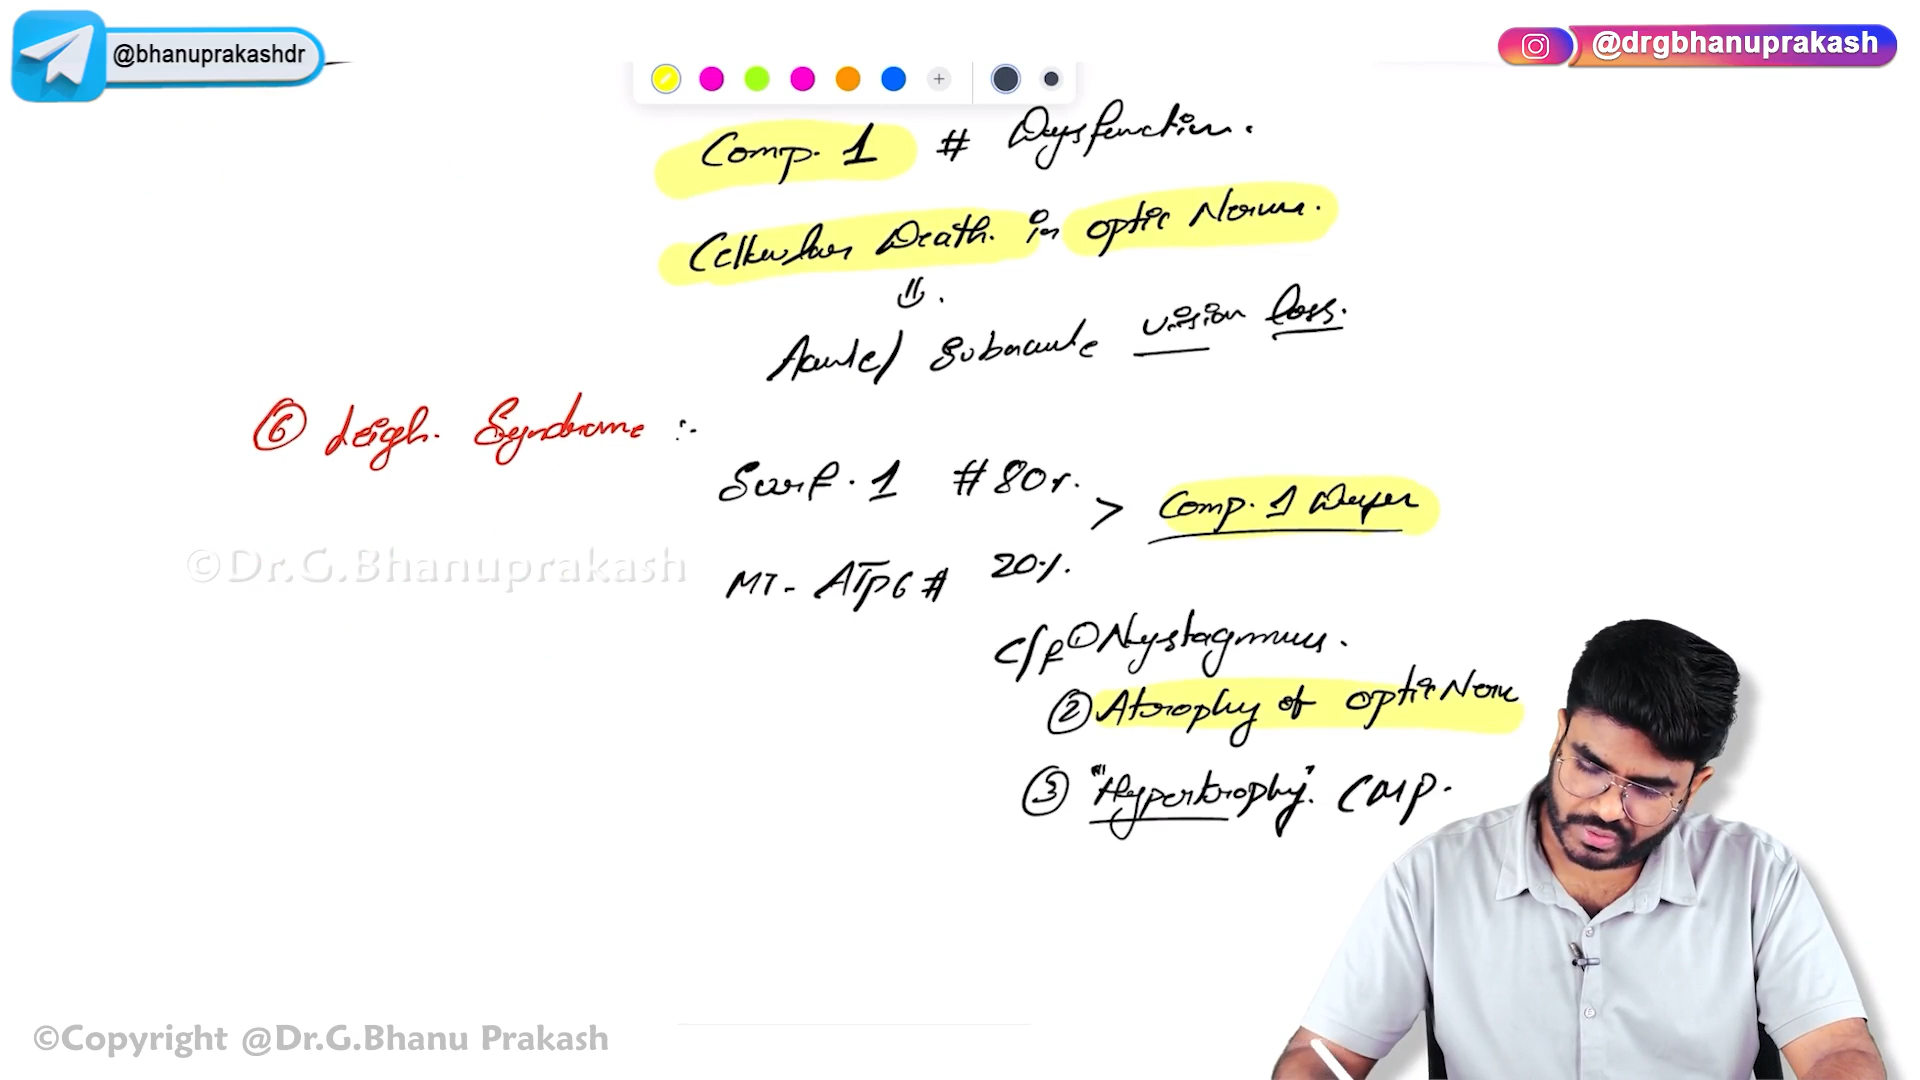 @bhanuprakashdr
@drgbhanuprakash
Comp. 1 # Dysfunction.
Cellular Death. in optic Nerve.
Acute/ Subacute vision loss.
⑥ Leigh. Syndrome :-
Surf. 1 # 80%.
> Comp. 1 Defect
MT- ATP6 # 20%.
©Dr.G.Bhanuprakash
C/f ① Nystagmus.
② Atrophy of optic Nerve
③ "Hypertrophy". CMP.
©Copyright @Dr.G.Bhanu Prakash